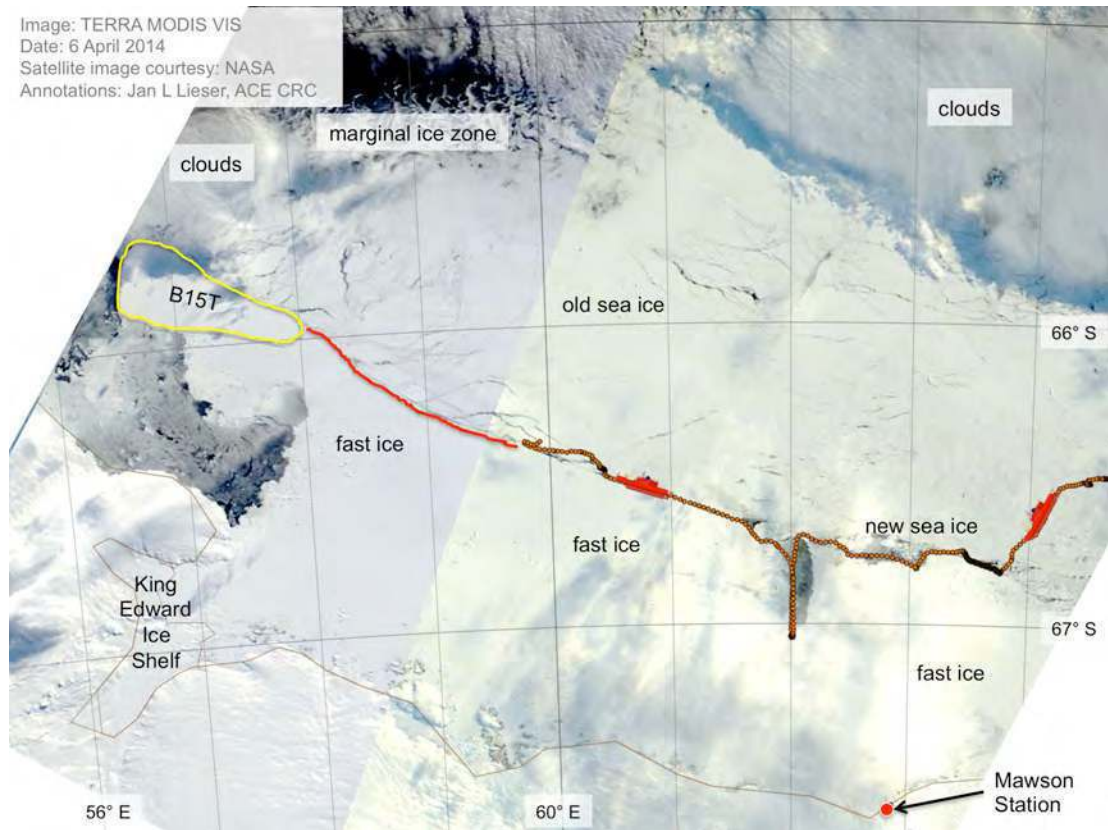 Image: TERRA MODIS VIS
Date: 6 April 2014
Satellite image courtesy: NASA
Annotations: Jan L Lieser, ACE CRC
marginal ice zone
clouds
clouds
B15T
old sea ice
66° S
fast ice
new sea ice
fast ice
King
Edward
Ice
Shelf
67° S
fast ice
56° E
60° E
Mawson
Station